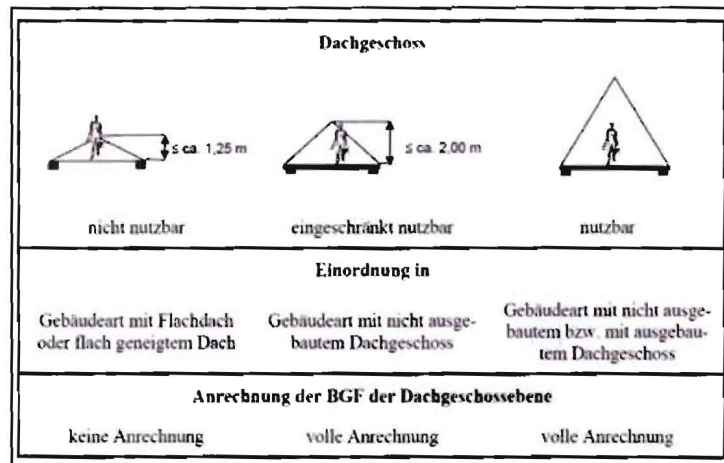 Dachgeschoss
≤ ca. 1,25 m
≤ ca. 2,00 m
nicht nutzbar
eingeschränkt nutzbar
nutzbar
Einordnung in
Gebäudeart mit Flachdach
oder flach geneigtem Dach
Gebäudeart mit nicht ausge-
bautem Dachgeschoss
Gebäudeart mit nicht ausge-
bautem bzw. mit ausgebau-
tem Dachgeschoss
Anrechnung der BGF der Dachgeschossebene
keine Anrechnung
volle Anrechnung
volle Anrechnung